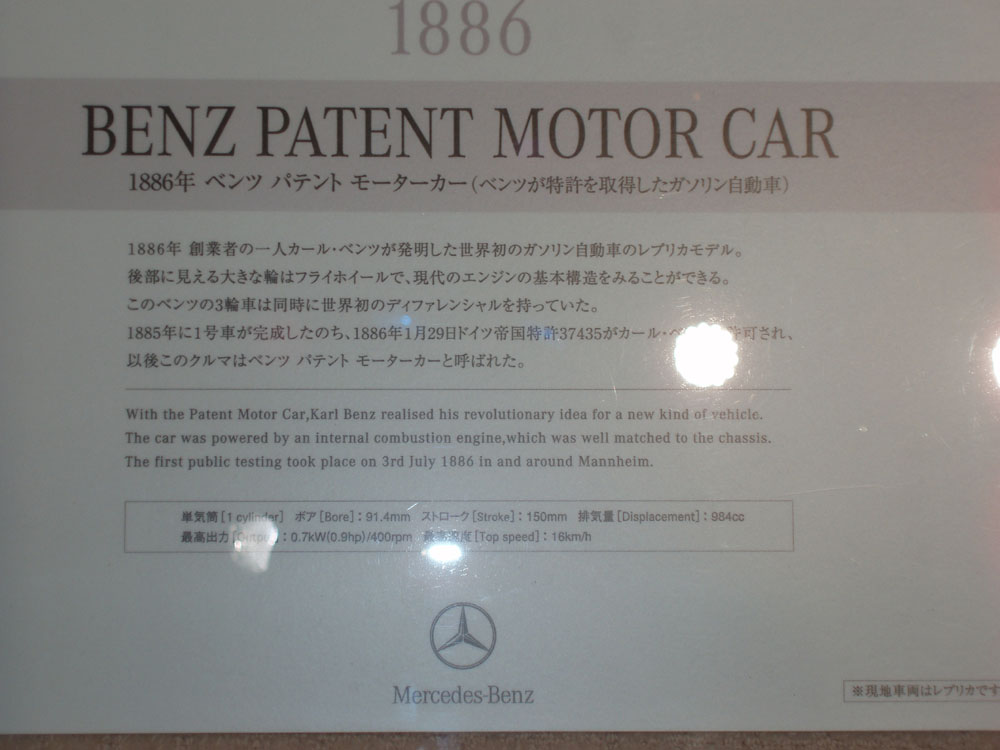 1886
BENZ PATENT MOTOR CAR
1886年 ベンツ パテント モーターカー(ベンツが特許を取得したガソリン自動車)
1886年 創業者の一人カール・ベンツが発明した世界初のガソリン自動車のレプリカモデル。
後部に見える大きな輪はフライホイールで、現代のエンジンの基本構造をみることができる。
このベンツの3輪車は同時に世界初のディファレンシャルを持っていた。
1885年に1号車が完成したのち、1886年1月29日ドイツ帝国特許37435がカール・ 許可され、
以後このクルマはベンツ パテント モーターカーと呼ばれた。
With the Patent Motor Car,Karl Benz realised his revolutionary idea for a new kind of vehicle.
The car was powered by an internal combustion engine,which was well matched to the chassis.
The first public testing took place on 3rd July 1886 in and around Mannheim.
単気筒[1 cylinder] ボア[Bore]:91.4mm ストローク[Stroke]:150mm 排気量[Displacement]:984cc
最高出力[Output]:0.7kW(0.9hp)/400rpm 最高速度[Top speed]:16km/h
Mercedes-Benz
※現地車両はレプリカです